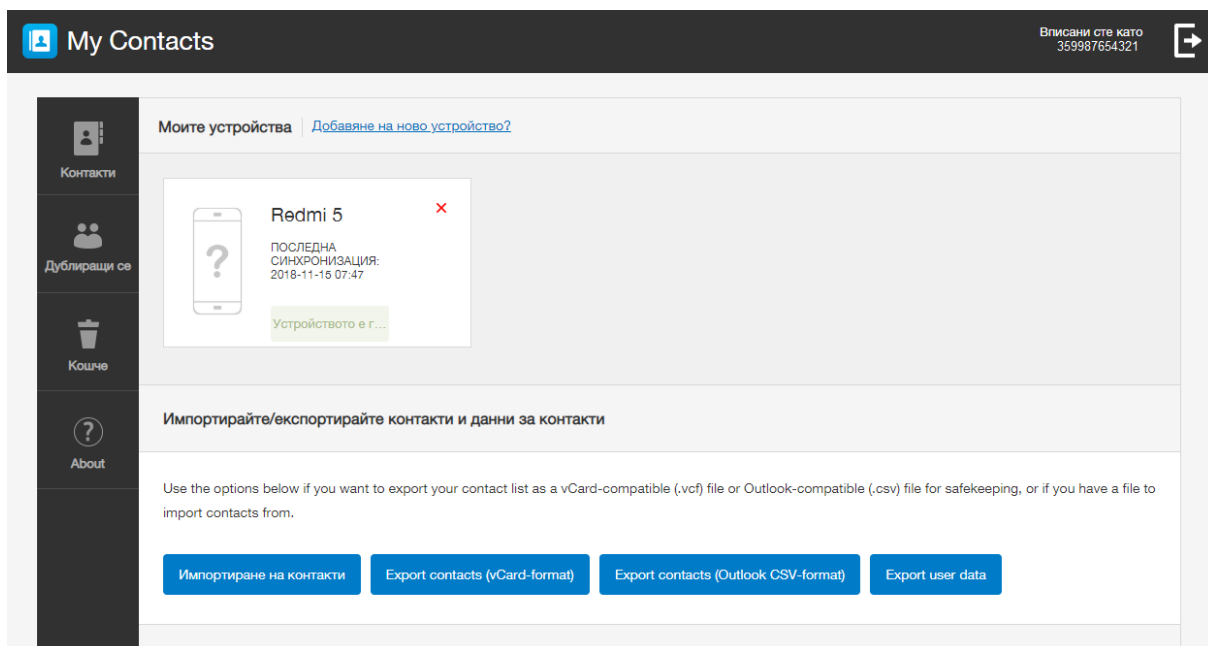 My Contacts
Вписани сте като
359987654321
Контакти
Дублиращи се
Кошче
About
Моите устройства
Добавяне на ново устройство?
Redmi 5
ПОСЛЕДНА
СИНХРОНИЗАЦИЯ:
2018-11-15 07:47
Устройството е г...
Импортирайте/експортирайте контакти и данни за контакти
Use the options below if you want to export your contact list as a vCard-compatible (.vcf) file or Outlook-compatible (.csv) file for safekeeping, or if you have a file to
import contacts from.
Импортиране на контакти
Export contacts (vCard-format)
Export contacts (Outlook CSV-format)
Export user data